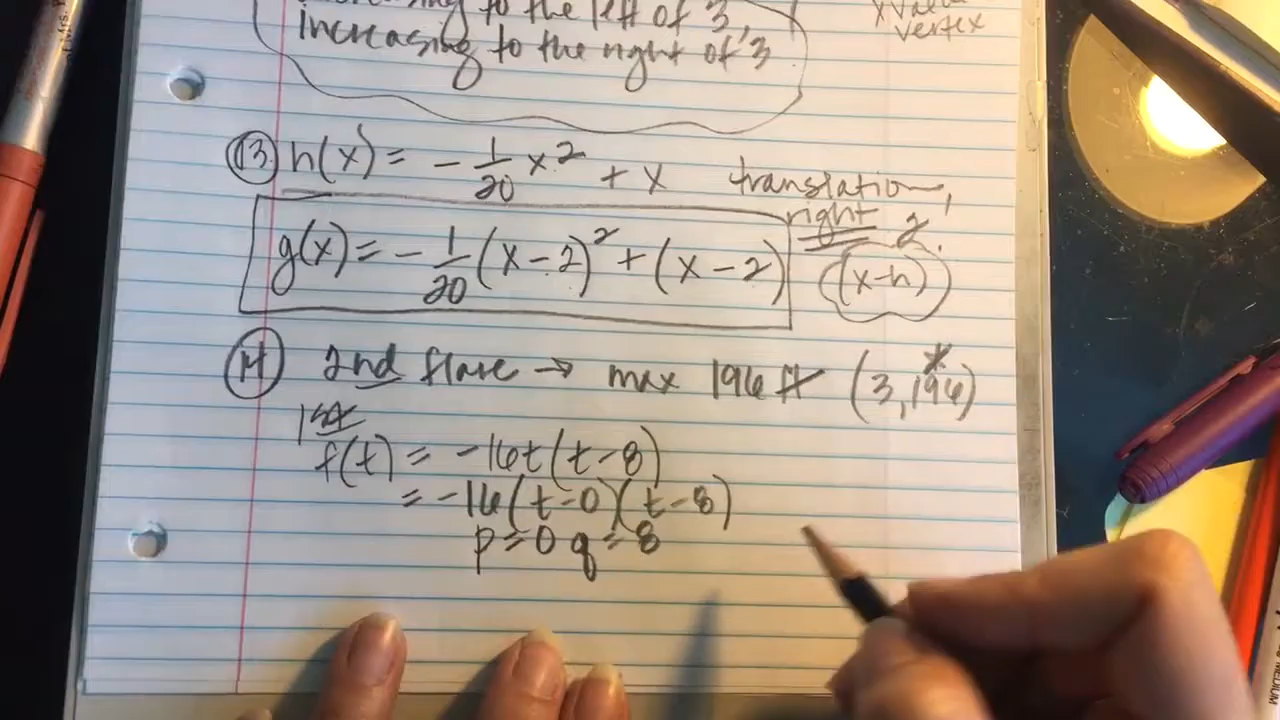 to the left of 3,
increasing to the right of 3
x value
vertex
13 h(x) = -1/20 x² + x translation,
right 2.
g(x) = -1/20 (x-2)² + (x-2) (x-h)
14 2nd flare → max 196 ft (3,196)
*
1st
f(t) = -16t(t-8)
= -16(t-0)(t-8)
p=0 q=8